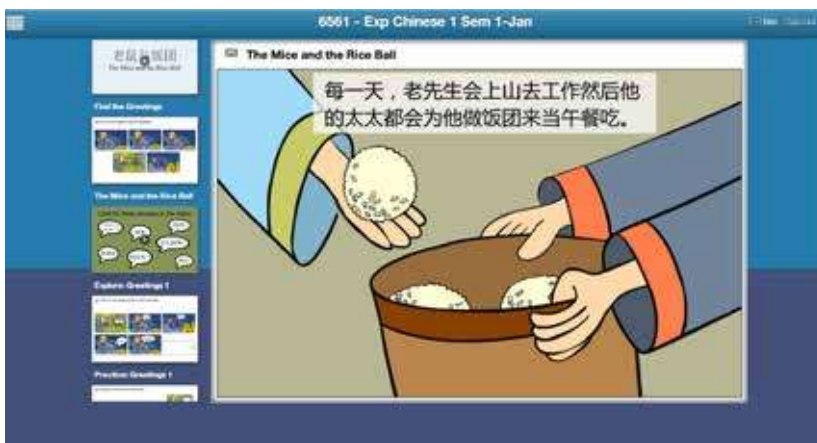 6561 - Exp Chinese 1 Sem 1-Jan
老鼠与饭团
The Mice and the Rice Ball
Find the Greetings
The Mice and the Rice Ball
Explore: Greetings 1
Practice: Greetings 1
The Mice and the Rice Ball
每一天，老先生会上山去工作然后他
的太太都会为他做饭团来当午餐吃。